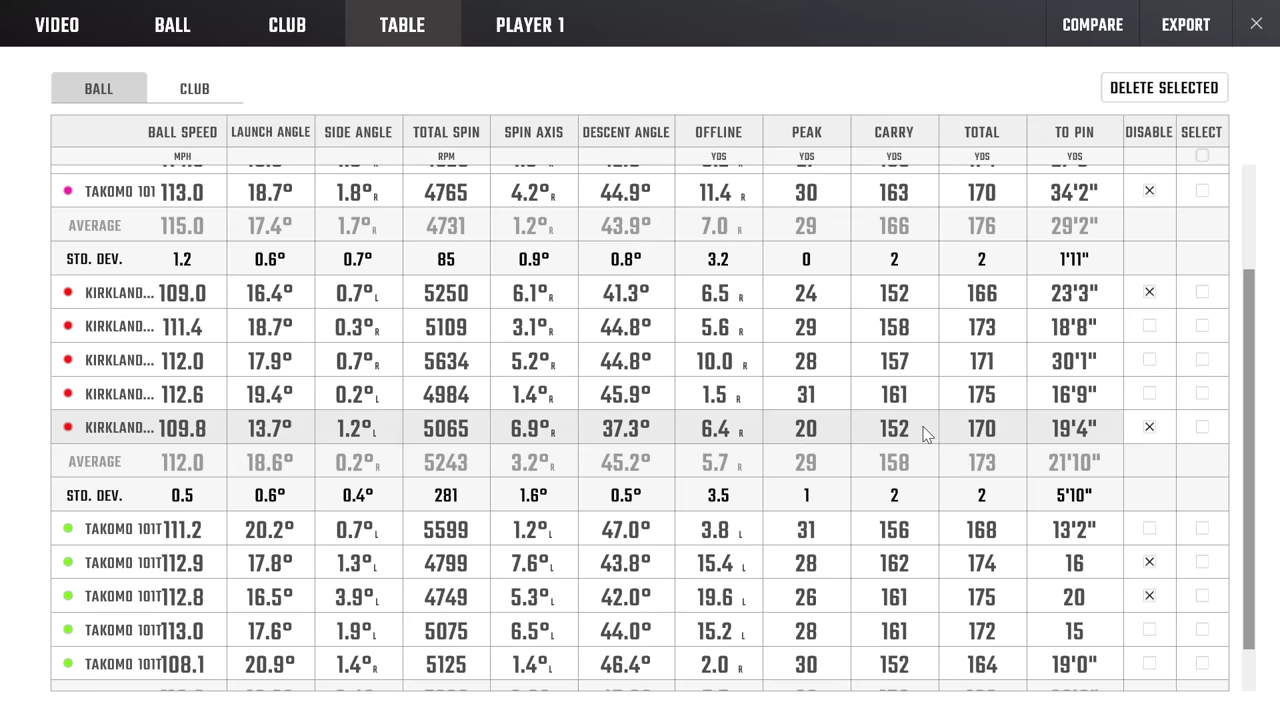 VIDEO BALL CLUB TABLE PLAYER 1 COMPARE EXPORT
BALL CLUB DELETE SELECTED
BALL SPEED LAUNCH ANGLE SIDE ANGLE TOTAL SPIN SPIN AXIS DESCENT ANGLE OFFLINE PEAK CARRY TOTAL TO PIN DISABLE SELECT
MPH RPM YDS YDS YDS YDS YDS
TAKOMO 101 113.0 18.7° 1.8° R 4765 4.2° R 44.9° 11.4 R 30 163 170 34'2"
AVERAGE 115.0 17.4° 1.7° R 4731 1.2° R 43.9° 7.0 R 29 166 176 29'2"
STD. DEV. 1.2 0.6° 0.7° 85 0.9° 0.8° 3.2 0 2 2 1'11"
KIRKLAND... 109.0 16.4° 0.7° L 5250 6.1° R 41.3° 6.5 R 24 152 166 23'3"
KIRKLAND... 111.4 18.7° 0.3° R 5109 3.1° R 44.8° 5.6 R 29 158 173 18'8"
KIRKLAND... 112.0 17.9° 0.7° R 5634 5.2° R 44.8° 10.0 R 28 157 171 30'1"
KIRKLAND... 112.6 19.4° 0.2° L 4984 1.4° R 45.9° 1.5 R 31 161 175 16'9"
KIRKLAND... 109.8 13.7° 1.2° L 5065 6.9° R 37.3° 6.4 R 20 152 170 19'4"
AVERAGE 112.0 18.6° 0.2° R 5243 3.2° R 45.2° 5.7 R 29 158 173 21'10"
STD. DEV. 0.5 0.6° 0.4° 281 1.6° 0.5° 3.5 1 2 2 5'10"
TAKOMO 101T 111.2 20.2° 0.7° L 5599 1.2° L 47.0° 3.8 L 31 156 168 13'2"
TAKOMO 101T 112.9 17.8° 1.3° L 4799 7.6° L 43.8° 15.4 L 28 162 174 16
TAKOMO 101T 112.8 16.5° 3.9° L 4749 5.3° L 42.0° 19.6 L 26 161 175 20
TAKOMO 101T 113.0 17.6° 1.9° L 5075 6.5° L 44.0° 15.2 L 28 161 172 15
TAKOMO 101T 108.1 20.9° 1.4° R 5125 1.4° L 46.4° 2.0 R 30 152 164 19'0"